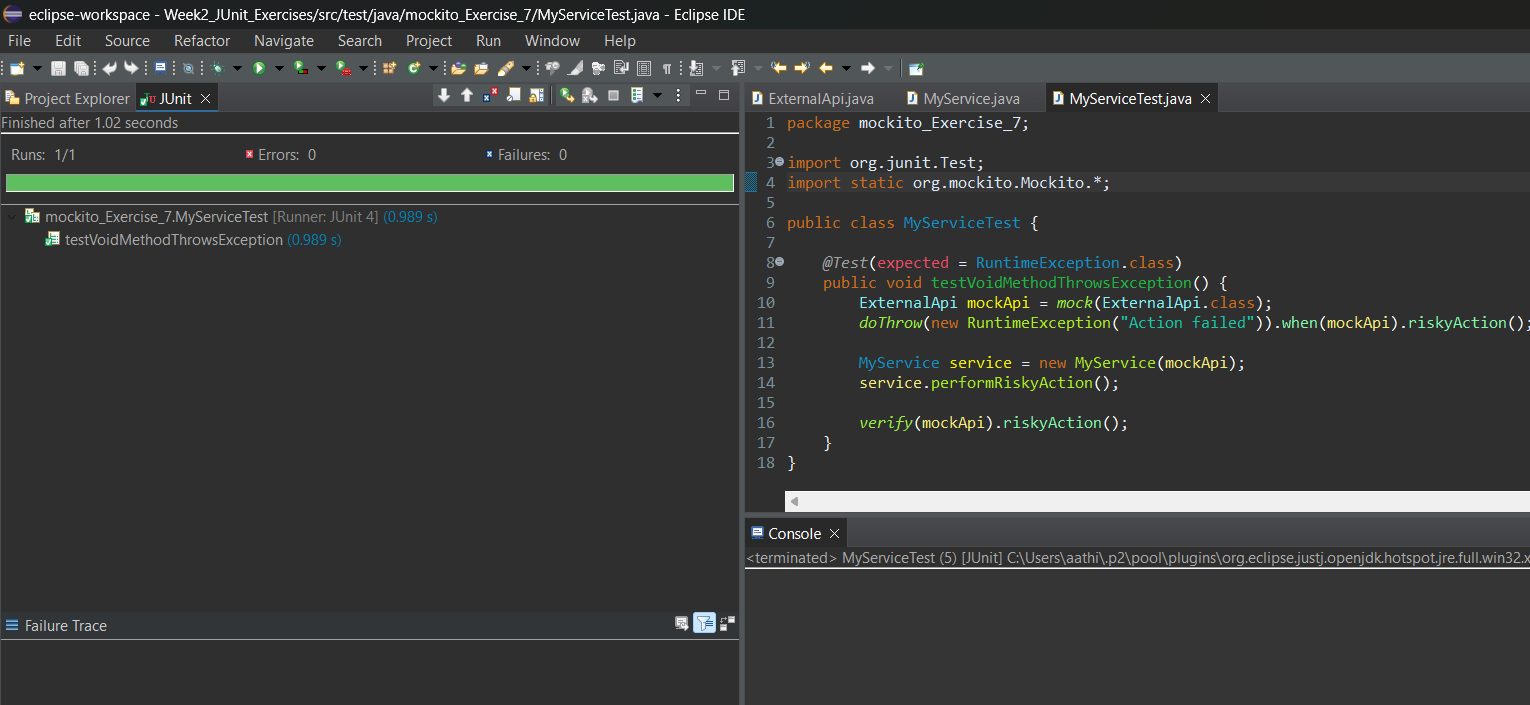 eclipse-workspace - Week2_JUnit_Exercises/src/test/java/mockito_Exercise_7/MyServiceTest.java - Eclipse IDE
File Edit Source Refactor Navigate Search Project Run Window Help
Project Explorer JUnit
Finished after 1.02 seconds
Runs: 1/1 Errors: 0 Failures: 0
mockito_Exercise_7.MyServiceTest [Runner: JUnit 4] (0.989 s)
testVoidMethodThrowsException (0.989 s)
Failure Trace
ExternalApi.java MyService.java MyServiceTest.java
1 package mockito_Exercise_7;
2
3 import org.junit.Test;
4 import static org.mockito.Mockito.*;
5
6 public class MyServiceTest {
7
8 @Test(expected = RuntimeException.class)
9 public void testVoidMethodThrowsException() {
10 ExternalApi mockApi = mock(ExternalApi.class);
11 doThrow(new RuntimeException("Action failed")).when(mockApi).riskyAction();
12
13 MyService service = new MyService(mockApi);
14 service.performRiskyAction();
15
16 verify(mockApi).riskyAction();
17 }
18 }
Console
<terminated> MyServiceTest (5) [JUnit] C:\Users\aathi\.p2\pool\plugins\org.eclipse.justj.openjdk.hotspot.jre.full.win32.x